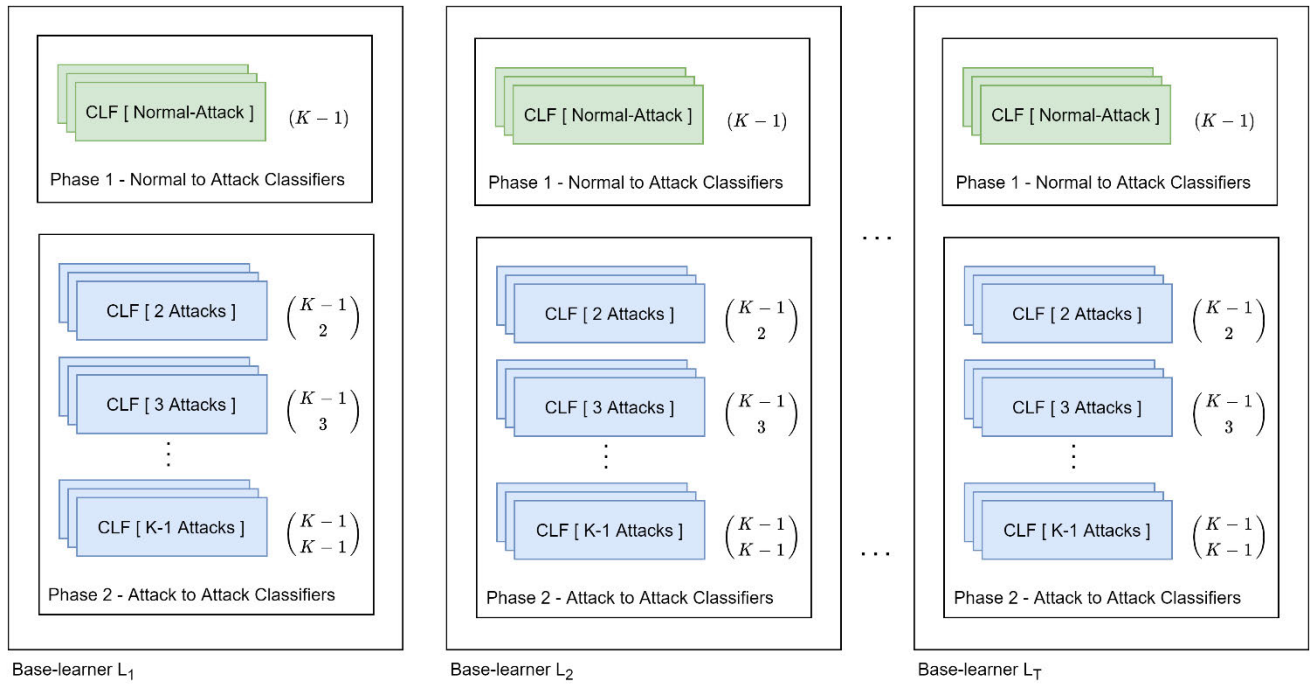 CLF [ Normal-Attack ]
(K − 1)
Phase 1 - Normal to Attack Classifiers
CLF [ 2 Attacks ]
(K − 1
2)
CLF [ 3 Attacks ]
(K − 1
3)
⋮
CLF [ K-1 Attacks ]
(K − 1
K − 1)
Phase 2 - Attack to Attack Classifiers
Base-learner L₁
CLF [ Normal-Attack ]
(K − 1)
Phase 1 - Normal to Attack Classifiers
CLF [ 2 Attacks ]
(K − 1
2)
CLF [ 3 Attacks ]
(K − 1
3)
⋮
CLF [ K-1 Attacks ]
(K − 1
K − 1)
Phase 2 - Attack to Attack Classifiers
Base-learner L₂
...
...
CLF [ Normal-Attack ]
(K − 1)
Phase 1 - Normal to Attack Classifiers
CLF [ 2 Attacks ]
(K − 1
2)
CLF [ 3 Attacks ]
(K − 1
3)
⋮
CLF [ K-1 Attacks ]
(K − 1
K − 1)
Phase 2 - Attack to Attack Classifiers
Base-learner L_T